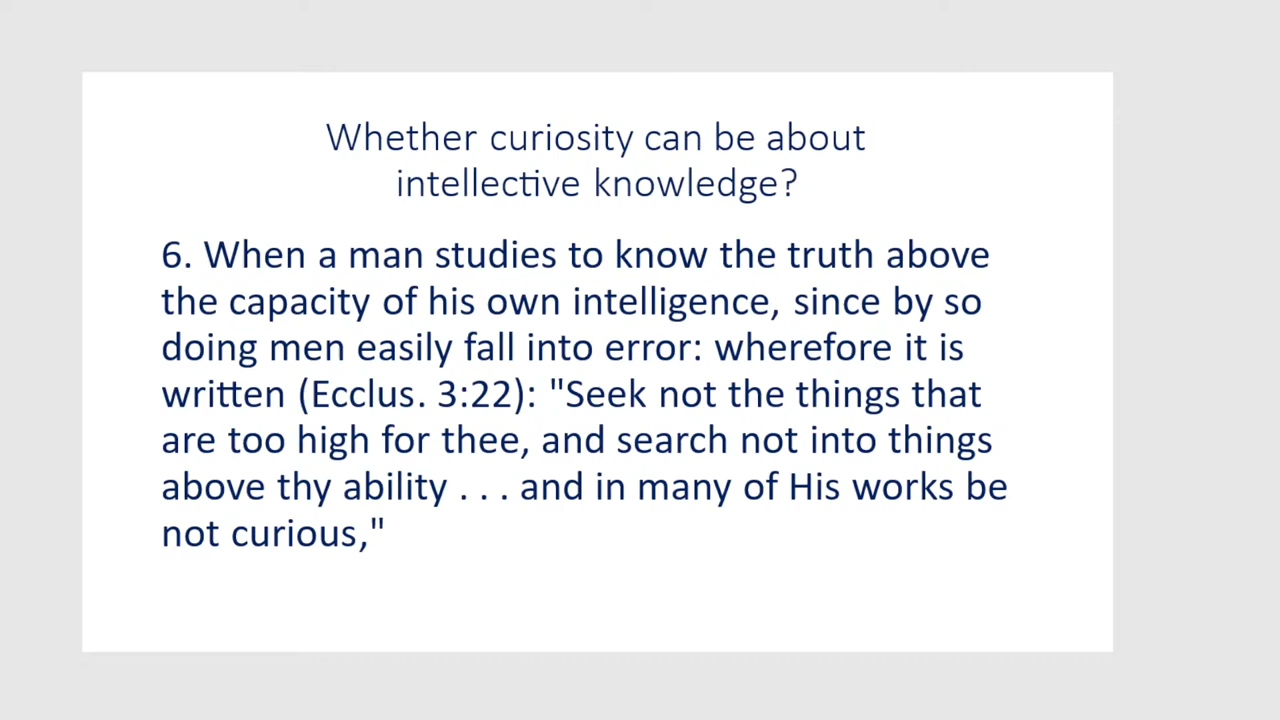 Whether curiosity can be about
intellective knowledge?
6. When a man studies to know the truth above
the capacity of his own intelligence, since by so
doing men easily fall into error: wherefore it is
written (Ecclus. 3:22): "Seek not the things that
are too high for thee, and search not into things
above thy ability . . . and in many of His works be
not curious,"